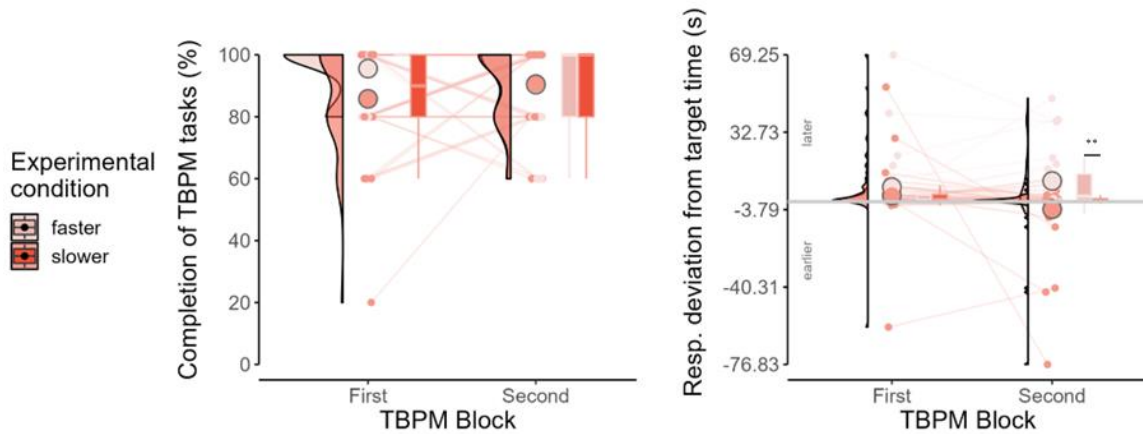 Experimental
condition
faster
slower
Completion of TBPM tasks (%)
100
80
60
40
20
0
First
Second
TBPM Block
Resp. deviation from target time (s)
69.25
32.73
-3.79
-40.31
-76.83
later
earlier
**
First
Second
TBPM Block